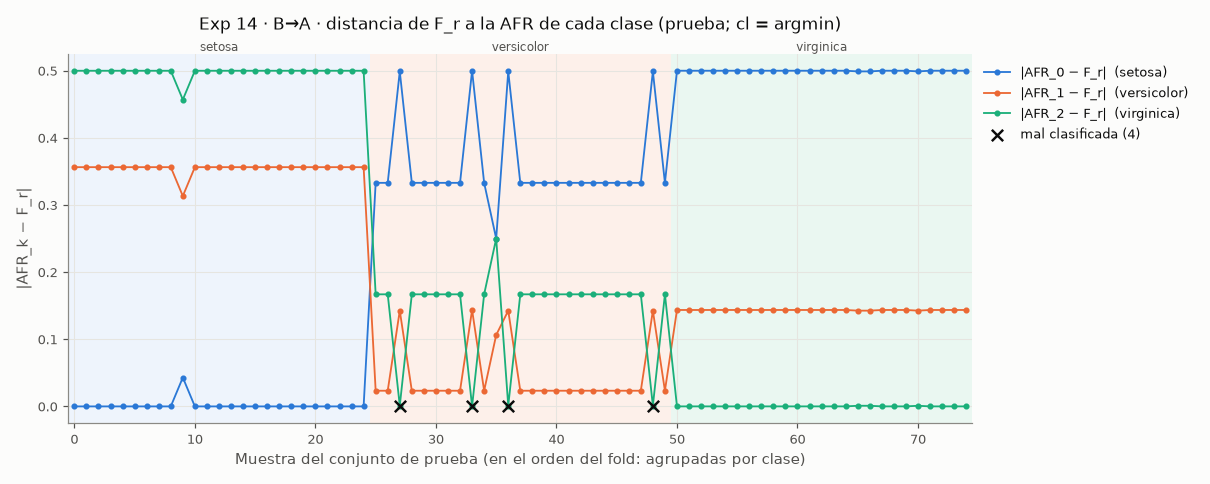 Exp 14 · B→A · distancia de F_r a la AFR de cada clase (prueba; cl = argmin)
setosa versicolor virginica
|AFR_0 − F_r| (setosa)
|AFR_1 − F_r| (versicolor)
|AFR_2 − F_r| (virginica)
mal clasificada (4)
|AFR_k − F_r|
0.5
0.4
0.3
0.2
0.1
0.0
0 10 20 30 40 50 60 70
Muestra del conjunto de prueba (en el orden del fold: agrupadas por clase)